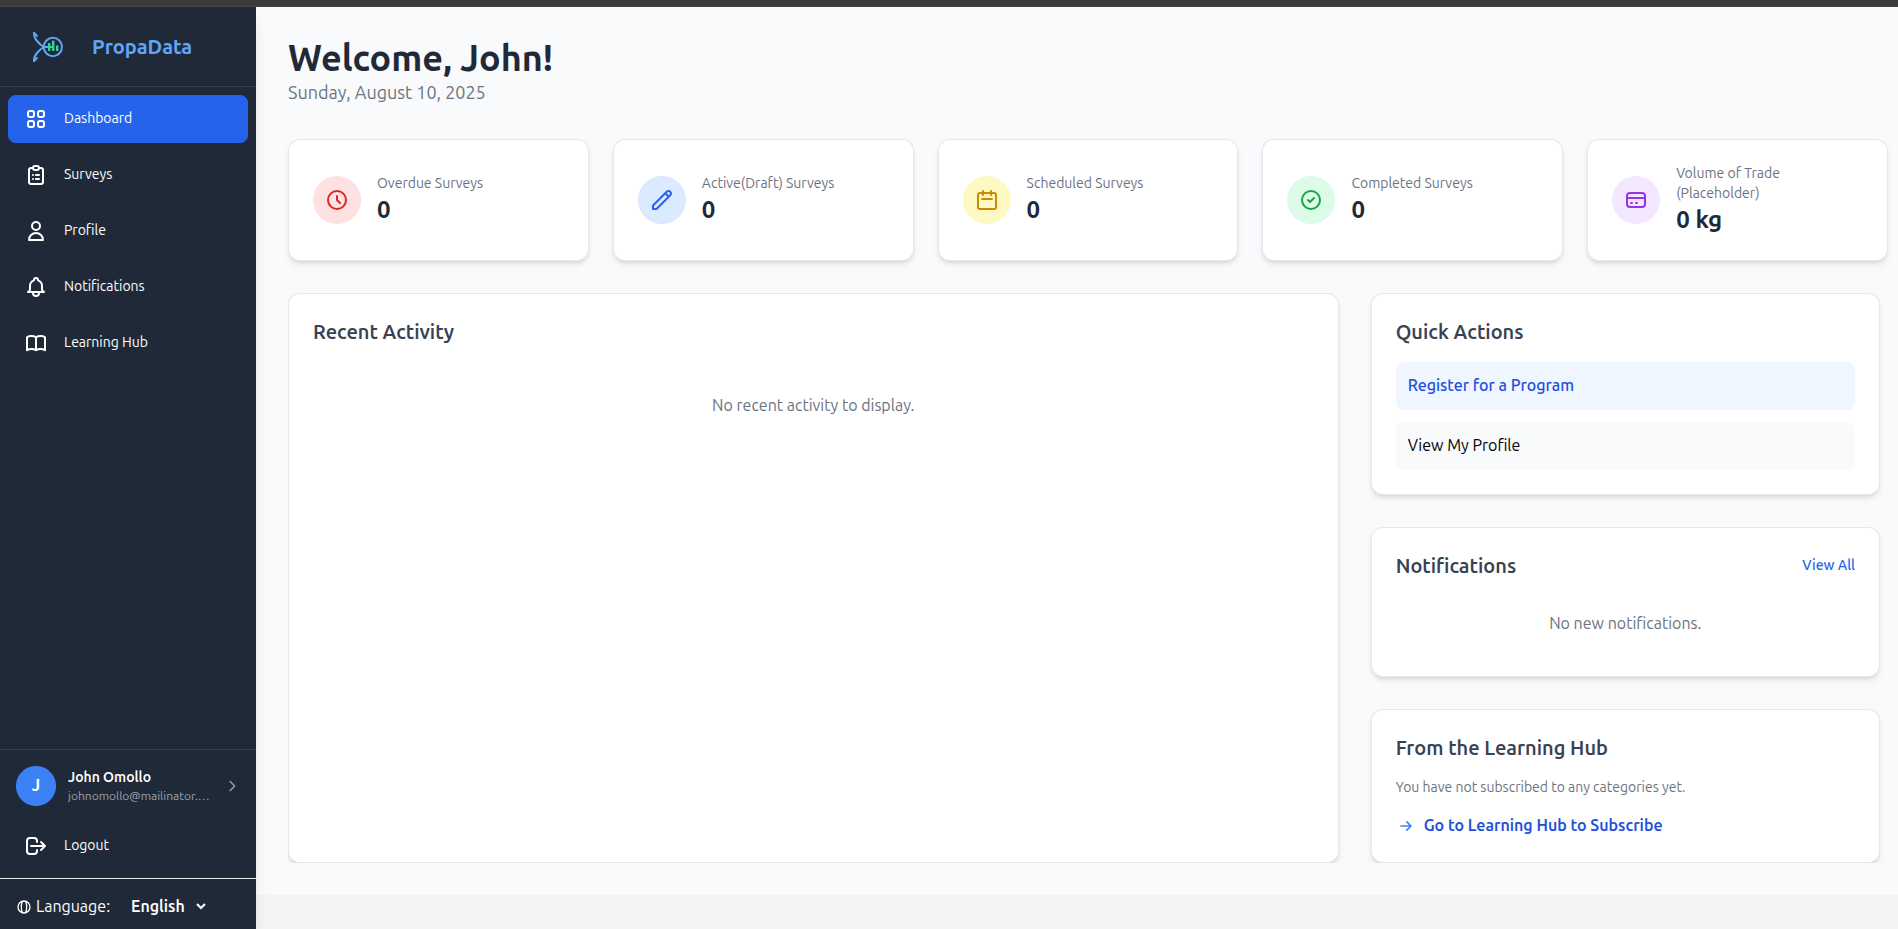 PropaData
Dashboard
Surveys
Profile
Notifications
Learning Hub
J
John Omollo
johnomollo@mailinator....
Logout
Language: English
Welcome, John!
Sunday, August 10, 2025
Overdue Surveys
0
Active(Draft) Surveys
0
Scheduled Surveys
0
Completed Surveys
0
Volume of Trade
(Placeholder)
0 kg
Recent Activity
No recent activity to display.
Quick Actions
Register for a Program
View My Profile
Notifications
View All
No new notifications.
From the Learning Hub
You have not subscribed to any categories yet.
Go to Learning Hub to Subscribe